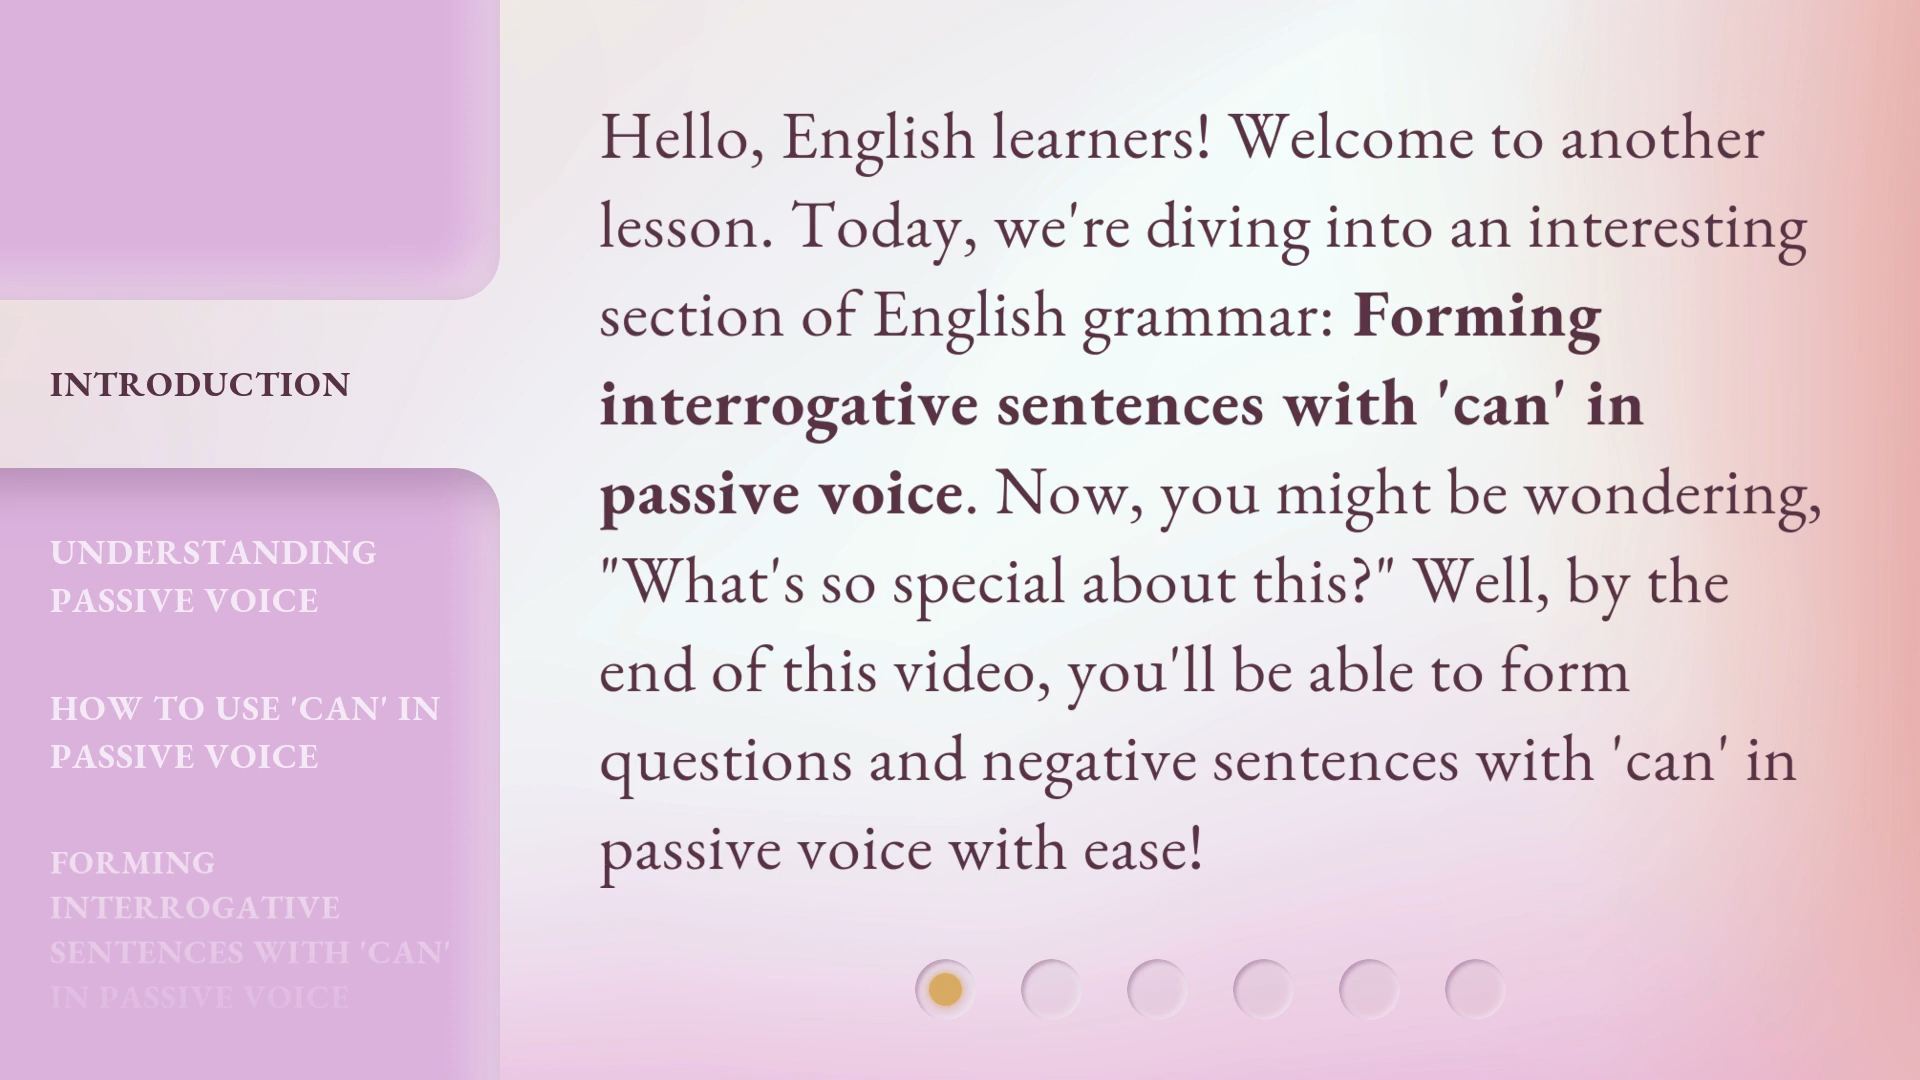 INTRODUCTION
UNDERSTANDING
PASSIVE VOICE
HOW TO USE 'CAN' IN
PASSIVE VOICE
FORMING
INTERROGATIVE
SENTENCES WITH 'CAN'
IN PASSIVE VOICE
Hello, English learners! Welcome to another
lesson. Today, we're diving into an interesting
section of English grammar: Forming
interrogative sentences with 'can' in
passive voice. Now, you might be wondering,
"What's so special about this?" Well, by the
end of this video, you'll be able to form
questions and negative sentences with 'can' in
passive voice with ease!